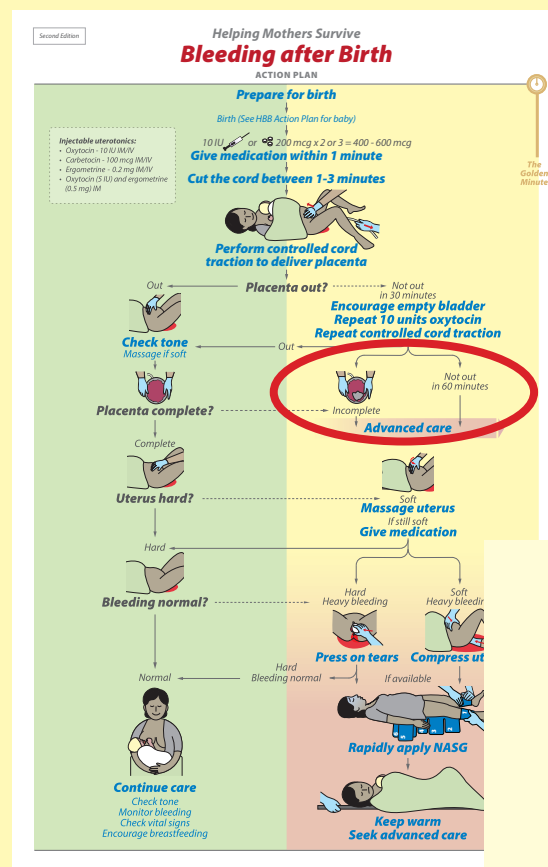 Second Edition
Helping Mothers Survive
Bleeding after Birth
ACTION PLAN
Prepare for birth
Birth (See HBB Action Plan for baby)
Injectable uterotonics:
• Oxytocin - 10 IU IM/IV
• Carbetocin - 100 mcg IM/IV
• Ergometrine – 0.2 mg IM/IV
• Oxytocin (5 IU) and ergometrine
(0.5 mg) IM
10 IU or 200 mcg x 2 or 3 = 400 - 600 mcg
Give medication within 1 minute
The
Golden
Minute
Cut the cord between 1-3 minutes
Perform controlled cord
traction to deliver placenta
Out
Placenta out?
Not out
in 30 minutes
Encourage empty bladder
Repeat 10 units oxytocin
Repeat controlled cord traction
Check tone
Massage if soft
Out
Not out
in 60 minutes
Placenta complete?
Incomplete
Advanced care
Complete
Uterus hard?
Soft
Massage uterus
If still soft
Give medication
Hard
Bleeding normal?
Hard
Heavy bleeding
Soft
Heavy
Press on tears
Compress
Hard
Bleeding normal
Normal
If available
Rapidly apply NASG
Continue care
Check tone
Monitor bleeding
Check vital signs
Encourage breastfeeding
Keep warm
Seek advanced care